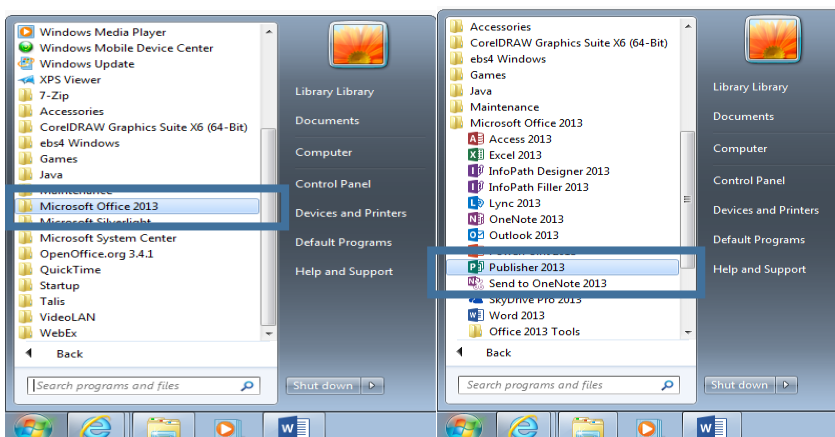 Windows Media Player
Windows Mobile Device Center
Windows Update
XPS Viewer
7-Zip
Accessories
CorelDRAW Graphics Suite X6 (64-Bit)
ebs4 Windows
Games
Java
Maintenance
Microsoft Office 2013
Microsoft Silverlight
Microsoft System Center
OpenOffice.org 3.4.1
QuickTime
Startup
Talis
VideoLAN
WebEx
Back
Search programs and files
Library Library
Documents
Computer
Control Panel
Devices and Printers
Default Programs
Help and Support
Shut down
Accessories
CorelDRAW Graphics Suite X6 (64-Bit)
ebs4 Windows
Games
Java
Maintenance
Microsoft Office 2013
Access 2013
Excel 2013
InfoPath Designer 2013
InfoPath Filler 2013
Lync 2013
OneNote 2013
Outlook 2013
PowerPoint 2013
Publisher 2013
Send to OneNote 2013
SkyDrive Pro 2013
Word 2013
Office 2013 Tools
Back
Search programs and files
Library Library
Documents
Computer
Control Panel
Devices and Printers
Default Programs
Help and Support
Shut down